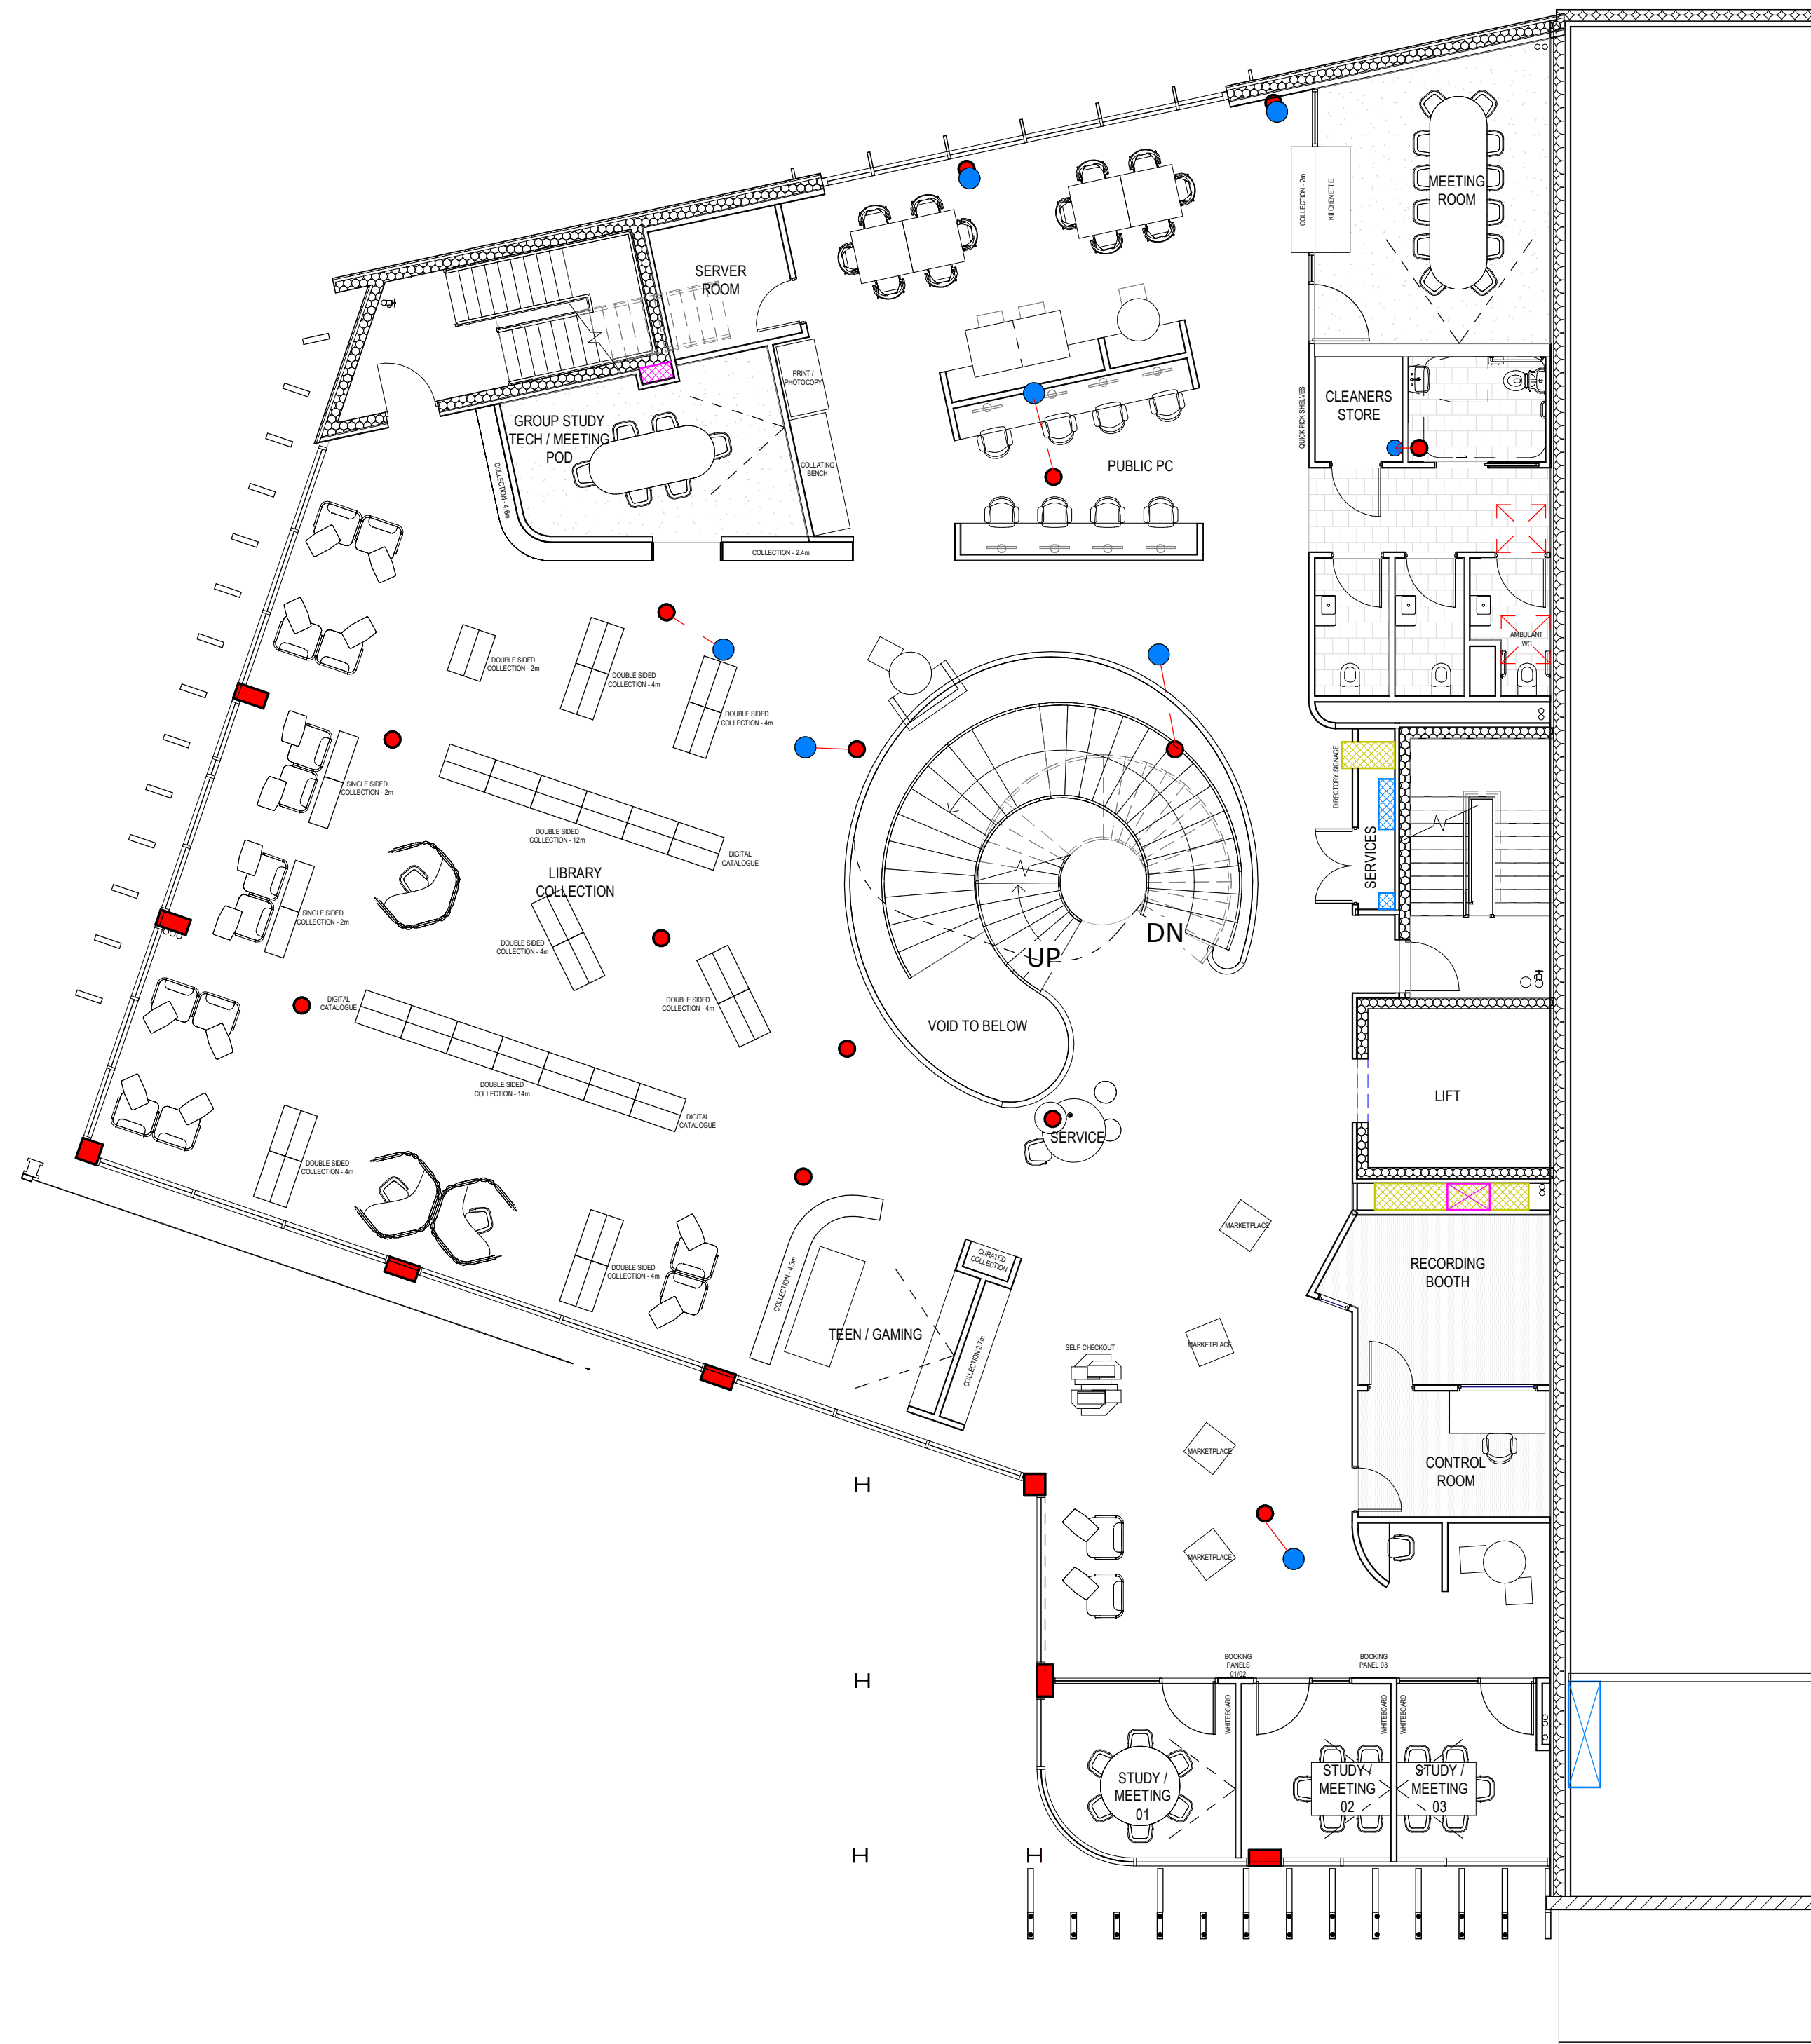 MEETING
ROOM
COLLECTION - 2m
KITCHENETTE
SERVER
ROOM
PRINT /
PHOTOCOPY
GROUP STUDY
TECH / MEETING
POD
COLLECTION - 4.6m
COLLATING
BENCH
COLLECTION - 2.4m
PUBLIC PC
QUICK PICK SHELVES
CLEANERS
STORE
AMBULANT
WC
DOUBLE SIDED
COLLECTION - 2m
DOUBLE SIDED
COLLECTION - 4m
DOUBLE SIDED
COLLECTION - 4m
SINGLE SIDED
COLLECTION - 2m
DOUBLE SIDED
COLLECTION - 12m
DIGITAL
CATALOGUE
DIRECTORY SIGNAGE
SERVICES
LIBRARY
COLLECTION
SINGLE SIDED
COLLECTION - 2m
DOUBLE SIDED
COLLECTION - 4m
DOUBLE SIDED
COLLECTION - 4m
UP
DN
VOID TO BELOW
DIGITAL
CATALOGUE
DOUBLE SIDED
COLLECTION - 14m
DIGITAL
CATALOGUE
SERVICE
LIFT
DOUBLE SIDED
COLLECTION - 4m
DOUBLE SIDED
COLLECTION - 4m
COLLECTION - 4.3m
CURATED
COLLECTION
TEEN / GAMING
COLLECTION 2.7m
MARKETPLACE
RECORDING
BOOTH
MARKETPLACE
SELF CHECKOUT
MARKETPLACE
CONTROL
ROOM
MARKETPLACE
BOOKING
PANELS
01/02
BOOKING
PANEL 03
WHITEBOARD
WHITEBOARD
WHITEBOARD
STUDY /
MEETING
01
STUDY /
MEETING
02
STUDY /
MEETING
03